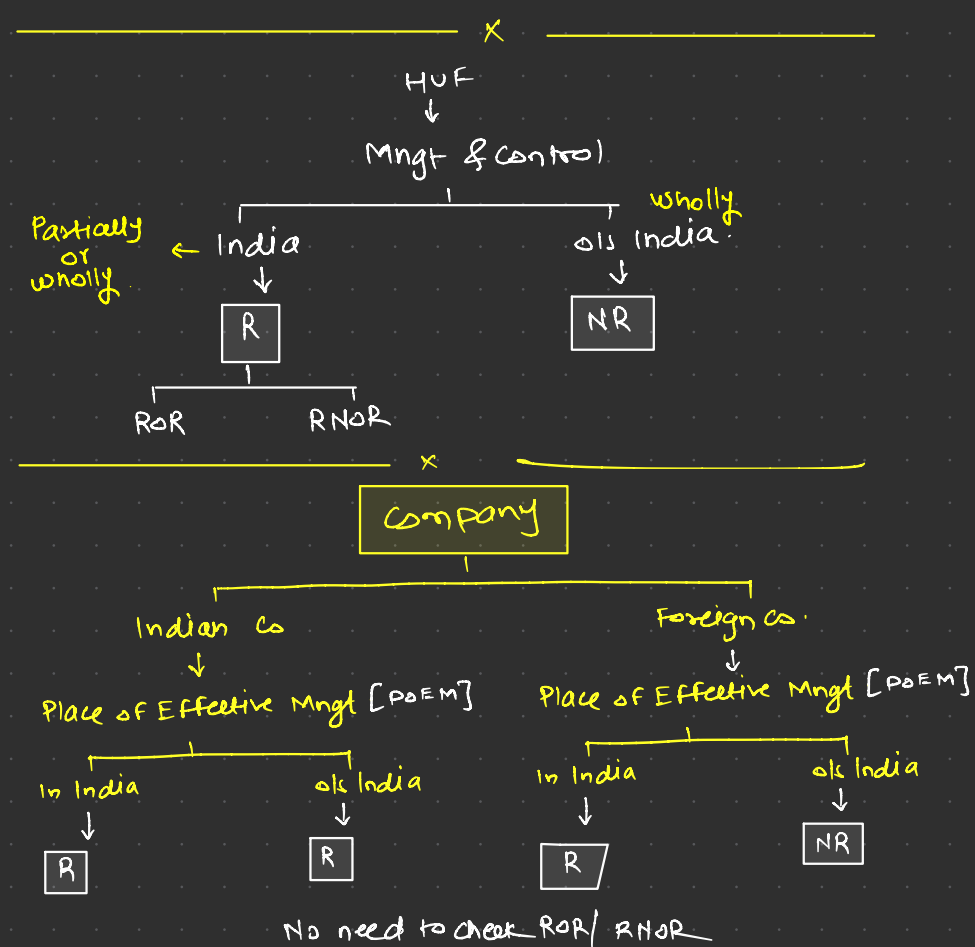 x
HUF
Mngt & Control
Partially or wholly
India
wholly
o/s India.
R
NR
ROR
RNOR
x
Company
Indian Co
Foreign Co.
Place of Effective Mngt [POEM]
Place of Effective Mngt [POEM]
In India
o/s India
In India
o/s India
R
R
R
NR
No need to check ROR/ RNOR